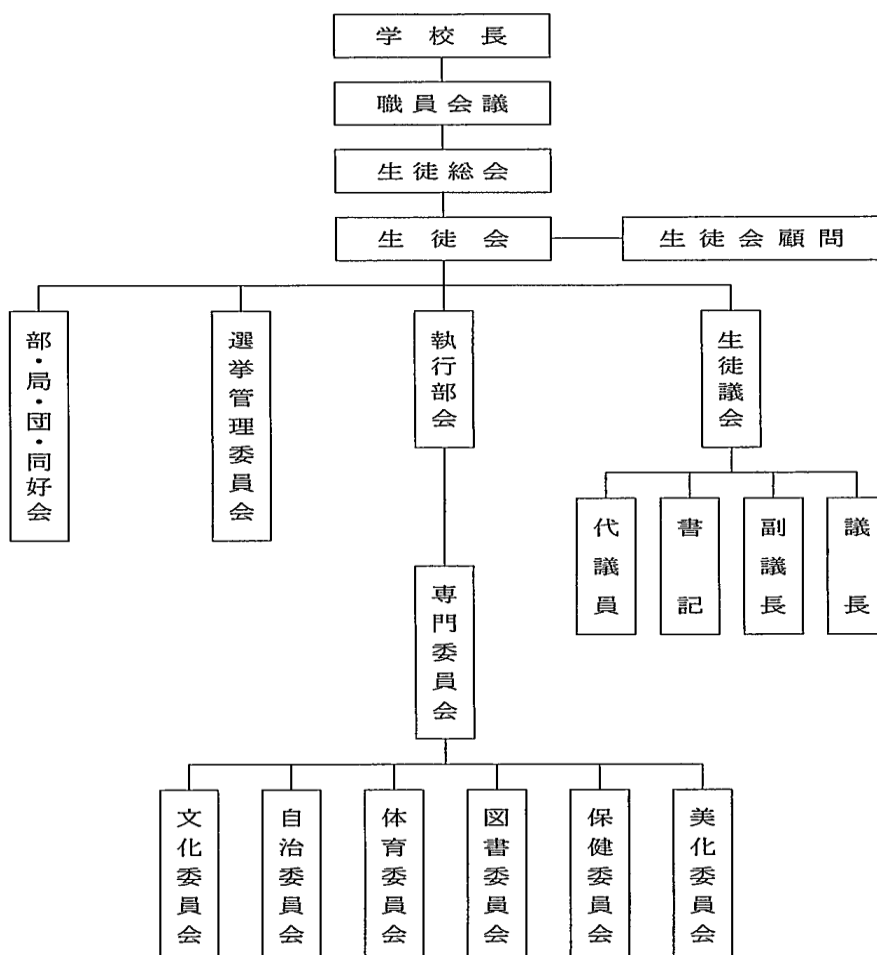 学校長
職員会議
生徒総会
生徒会
生徒会顧問
部・局・団・同好会
選挙管理委員会
執行部会
生徒議会
代議員
書記
副議長
議長
専門委員会
文化委員会
自治委員会
体育委員会
図書委員会
保健委員会
美化委員会